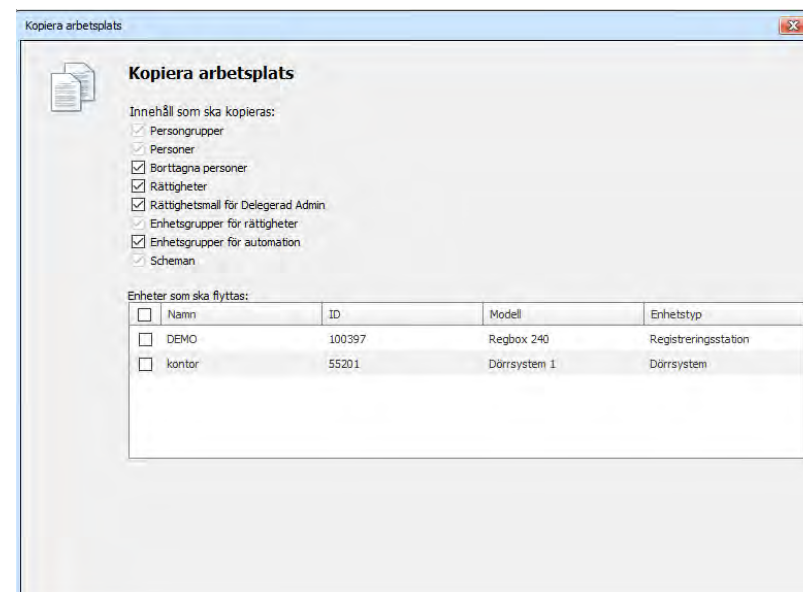 Kopiera arbetsplats
Kopiera arbetsplats
Innehåll som ska kopieras:
Persongrupper
Personer
Borttagna personer
Rättigheter
Rättighetsmall för Delegerad Admin
Enhetsgrupper för rättigheter
Enhetsgrupper för automation
Scheman
Enheter som ska flyttas:
Namn ID Modell Enhetstyp
DEMO 100397 Regbox 240 Registreringsstation
kontor 55201 Dörrsystem 1 Dörrsystem